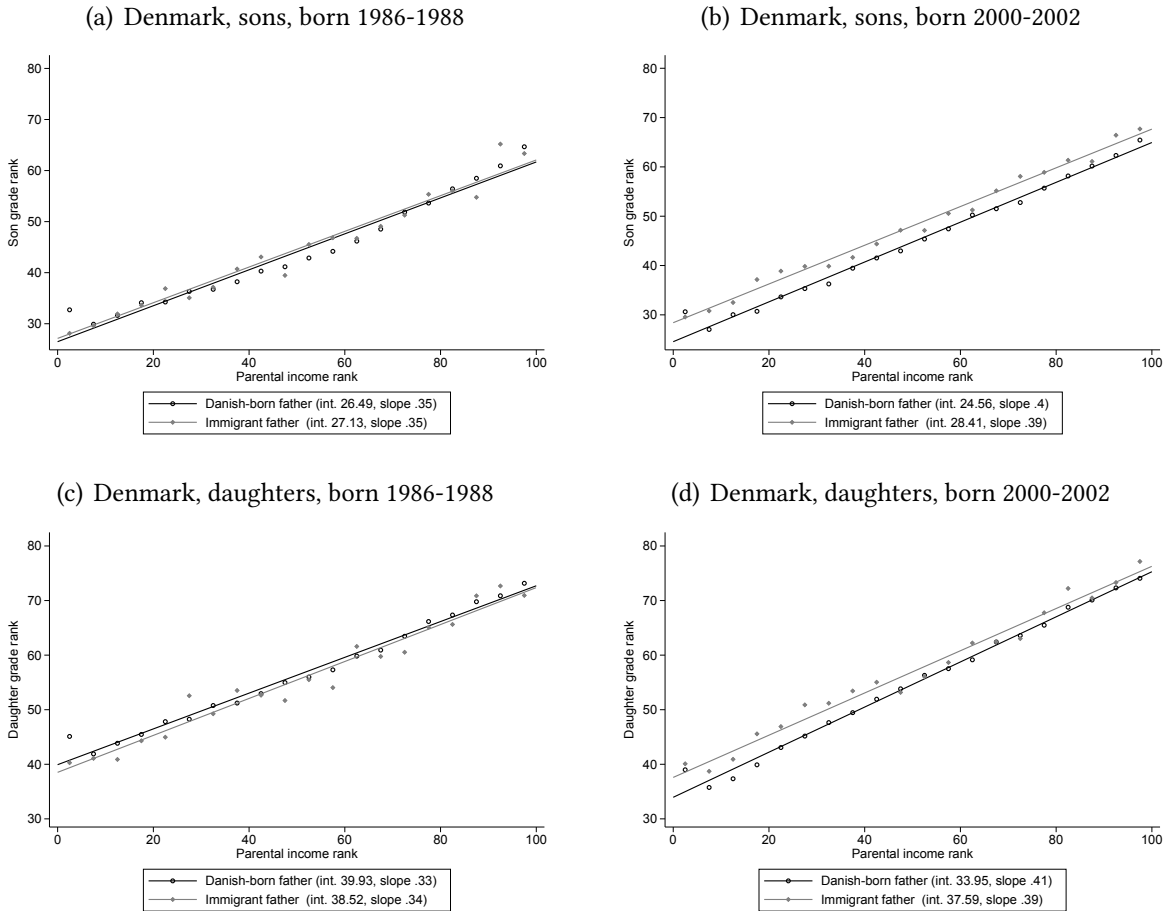 (a) Denmark, sons, born 1986-1988
80
70
60
50
40
30
Son grade rank
0 20 40 60 80 100
Parental income rank
Danish-born father (int. 26.49, slope .35)
Immigrant father (int. 27.13, slope .35)
(b) Denmark, sons, born 2000-2002
80
70
60
50
40
30
Son grade rank
0 20 40 60 80 100
Parental income rank
Danish-born father (int. 24.56, slope .4)
Immigrant father (int. 28.41, slope .39)
(c) Denmark, daughters, born 1986-1988
80
70
60
50
40
30
Daughter grade rank
0 20 40 60 80 100
Parental income rank
Danish-born father (int. 39.93, slope .33)
Immigrant father (int. 38.52, slope .34)
(d) Denmark, daughters, born 2000-2002
80
70
60
50
40
30
Daughter grade rank
0 20 40 60 80 100
Parental income rank
Danish-born father (int. 33.95, slope .41)
Immigrant father (int. 37.59, slope .39)